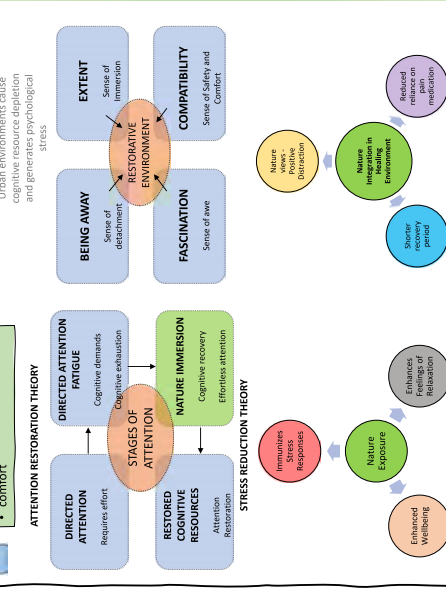 Urban environments cause
cognitive resource depletion
and generates psychological
stress
• comfort
ATTENTION RESTORATION THEORY
DIRECTED
ATTENTION
Requires effort
DIRECTED ATTENTION
FATIGUE
Cognitive demands
Cognitive exhaustion
STAGES OF
ATTENTION
RESTORED
COGNITIVE
RESOURCES
Attention
Restoration
NATURE IMMERSION
Cognitive recovery
Effortless attention
BEING AWAY
Sense of
detachment
EXTENT
Sense of
Immersion
RESTORATIVE
ENVIRONMENT
FASCINATION
Sense of awe
COMPATIBILITY
Sense of Safety and
Comfort
STRESS REDUCTION THEORY
Immunizes
Stress
Responses
Nature
Exposure
Enhanced
Wellbeing
Enhances
Feelings of
Relaxation
Nature
views -
Positive
Distraction
Nature
Integration in
Healing
Environment
Shorter
recovery
period
Reduced
reliance on
pain
medication